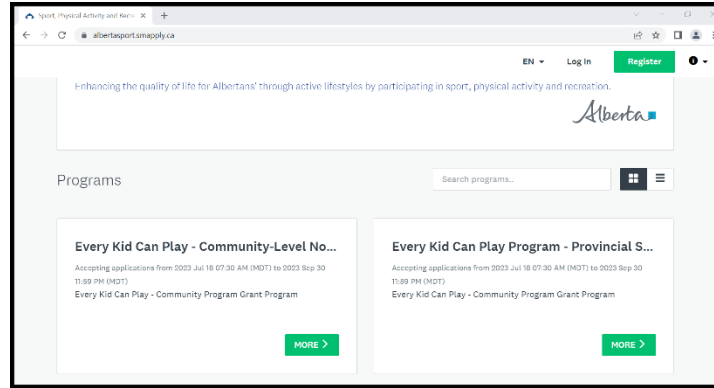 Sport, Physical Activity and Recre
albertasport.smapply.ca
EN Log In Register
Enhancing the quality of life for Albertans' through active lifestyles by participating in sport, physical activity and recreation.
Alberta
Programs
Search programs..
Every Kid Can Play - Community-Level No...
Accepting applications from 2023 Jul 18 07:30 AM (MDT) to 2023 Sep 30
11:59 PM (MDT)
Every Kid Can Play - Community Program Grant Program
MORE >
Every Kid Can Play Program - Provincial S...
Accepting applications from 2023 Jul 18 07:30 AM (MDT) to 2023 Sep 30
11:59 PM (MDT)
Every Kid Can Play - Community Program Grant Program
MORE >